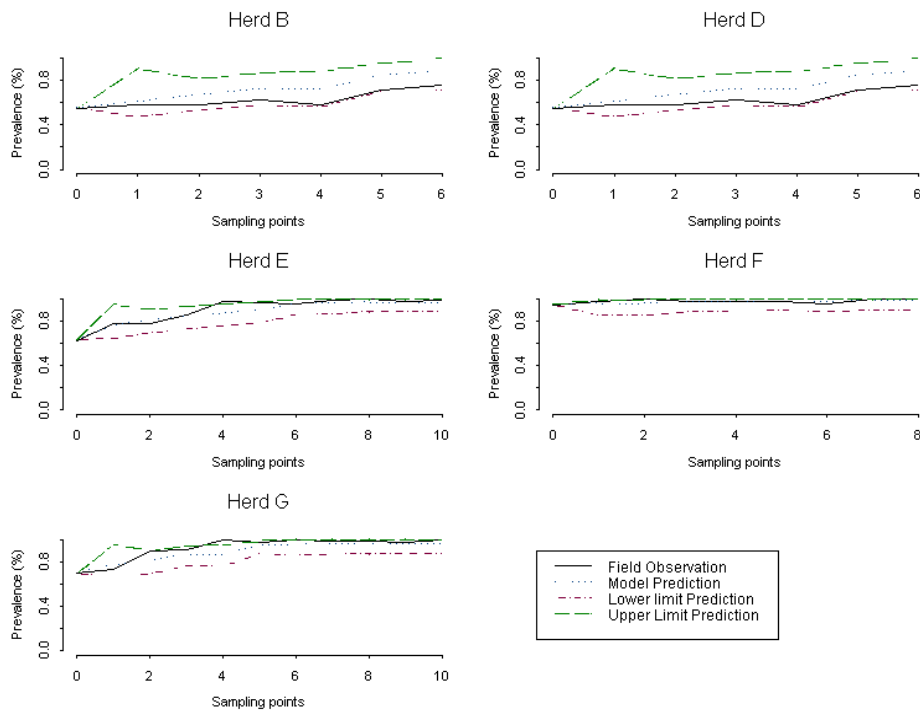 Herd B
Prevalence (%)
0.0 0.4 0.8
0 1 2 3 4 5 6
Sampling points
Herd D
Prevalence (%)
0.0 0.4 0.8
0 1 2 3 4 5 6
Sampling points
Herd E
Prevalence (%)
0.0 0.4 0.8
0 2 4 6 8 10
Sampling points
Herd F
Prevalence (%)
0.0 0.4 0.8
0 2 4 6 8
Sampling points
Herd G
Prevalence (%)
0.0 0.4 0.8
0 2 4 6 8 10
Sampling points
Field Observation
Model Prediction
Lower limit Prediction
Upper Limit Prediction